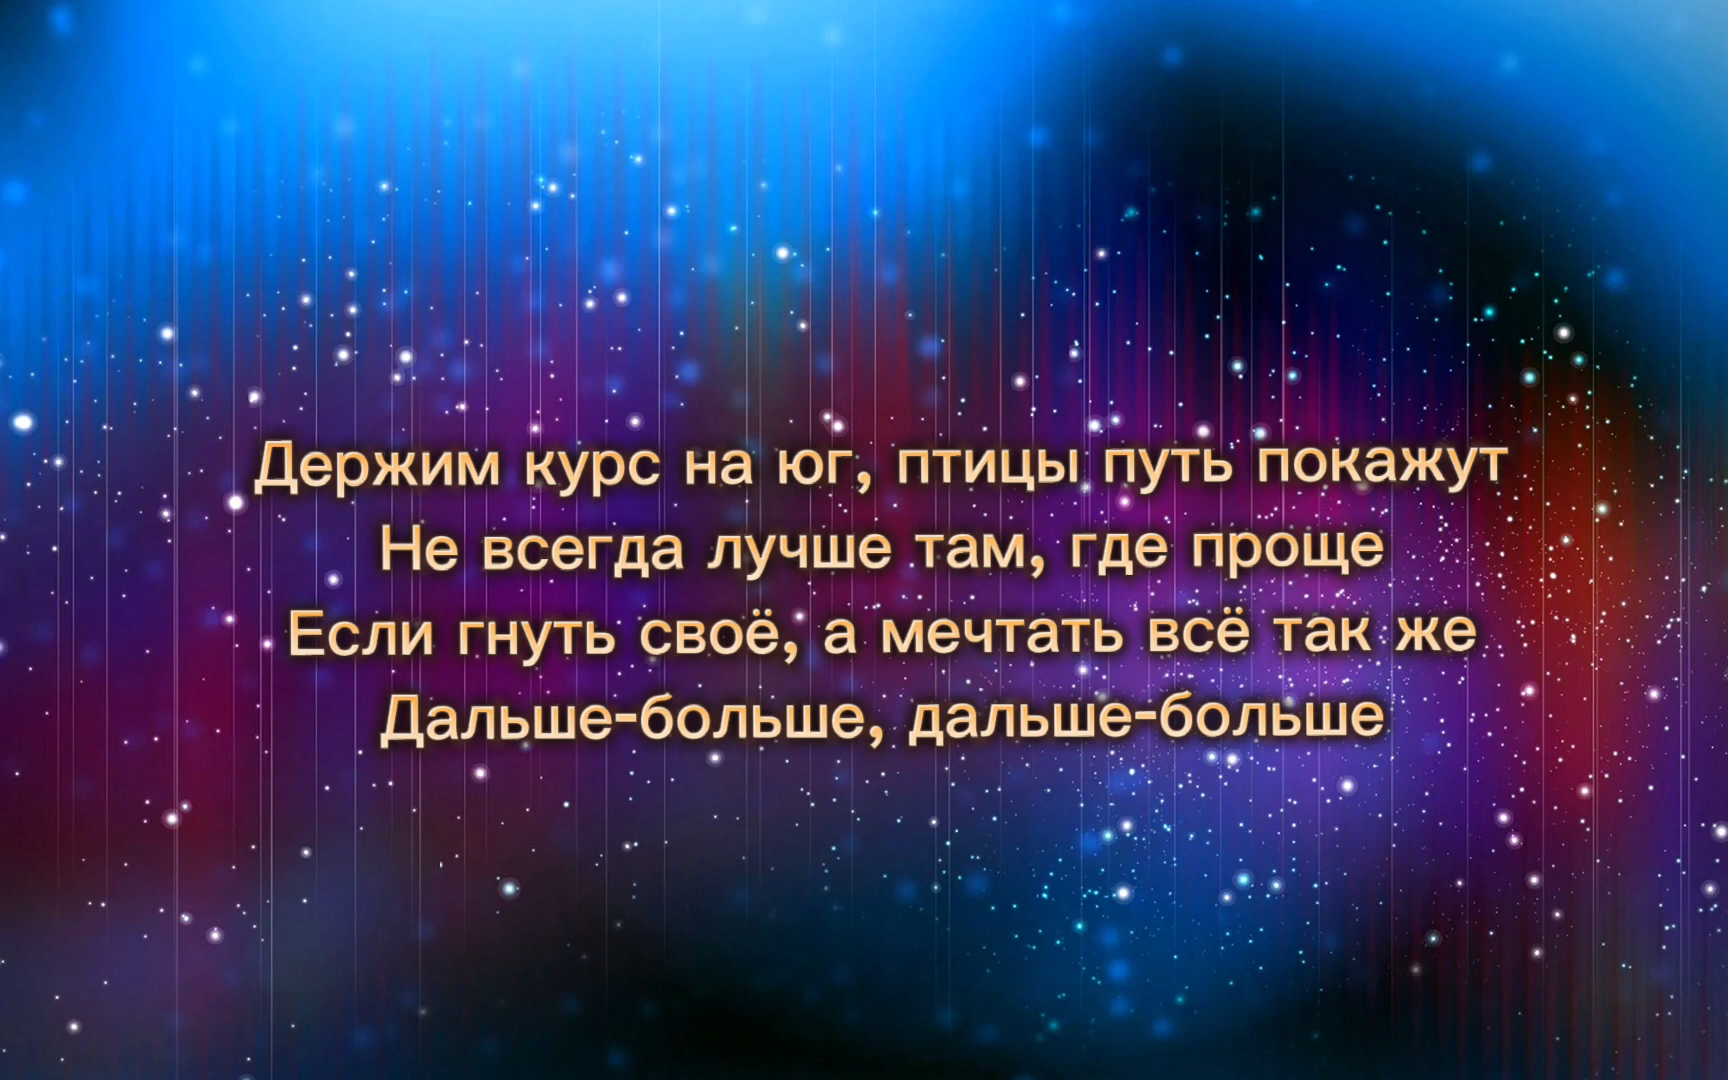 Держим курс на юг, птицы путь покажут
Не всегда лучше там, где проще
Если гнуть своё, а мечтать всё так же
Дальше-больше, дальше-больше